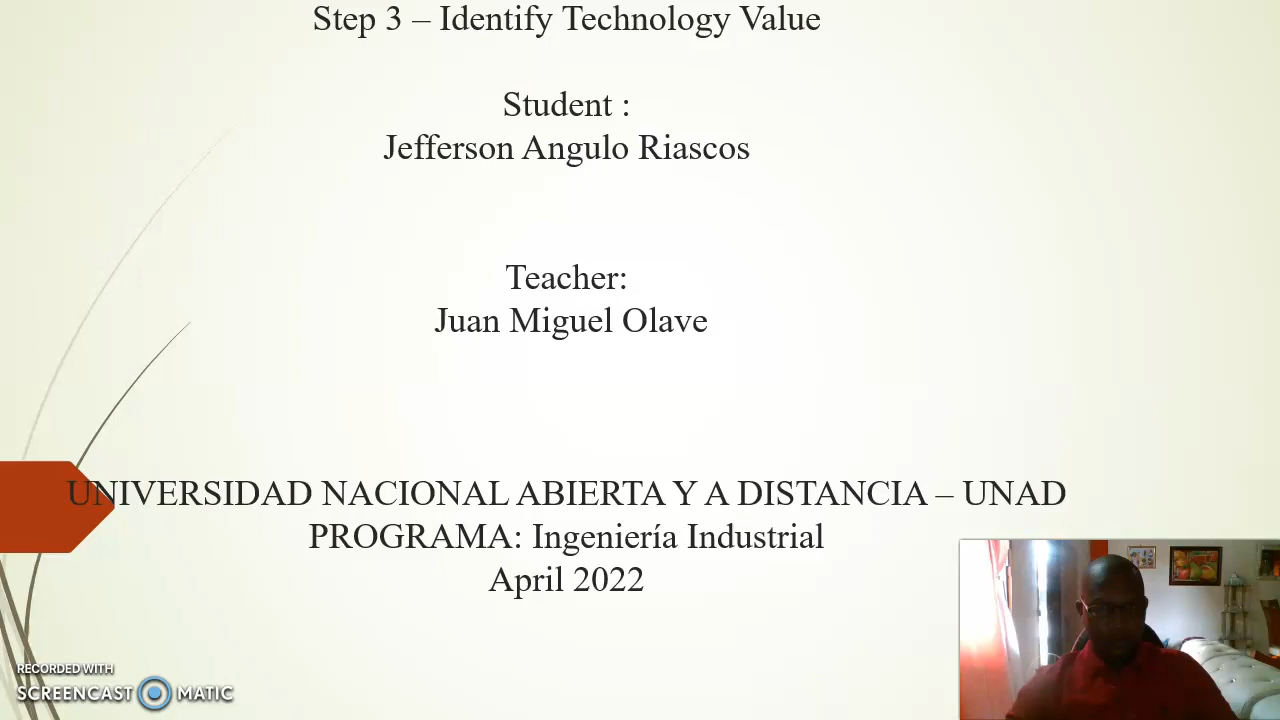 Step 3 – Identify Technology Value
Student :
Jefferson Angulo Riascos
Teacher:
Juan Miguel Olave
UNIVERSIDAD NACIONAL ABIERTA Y A DISTANCIA – UNAD
PROGRAMA: Ingeniería Industrial
April 2022
RECORDED WITH
SCREENCAST MATIC